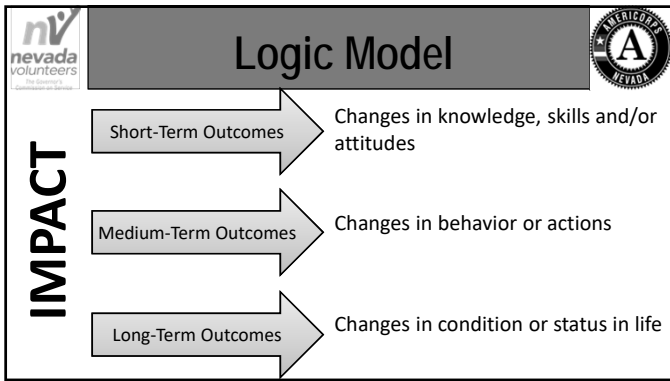 nv
nevada
volunteers
The Governor's
Commission on Service
Logic Model
AMERICORPS
A
NEVADA
IMPACT
Short-Term Outcomes
Changes in knowledge, skills and/or
attitudes
Medium-Term Outcomes
Changes in behavior or actions
Long-Term Outcomes
Changes in condition or status in life